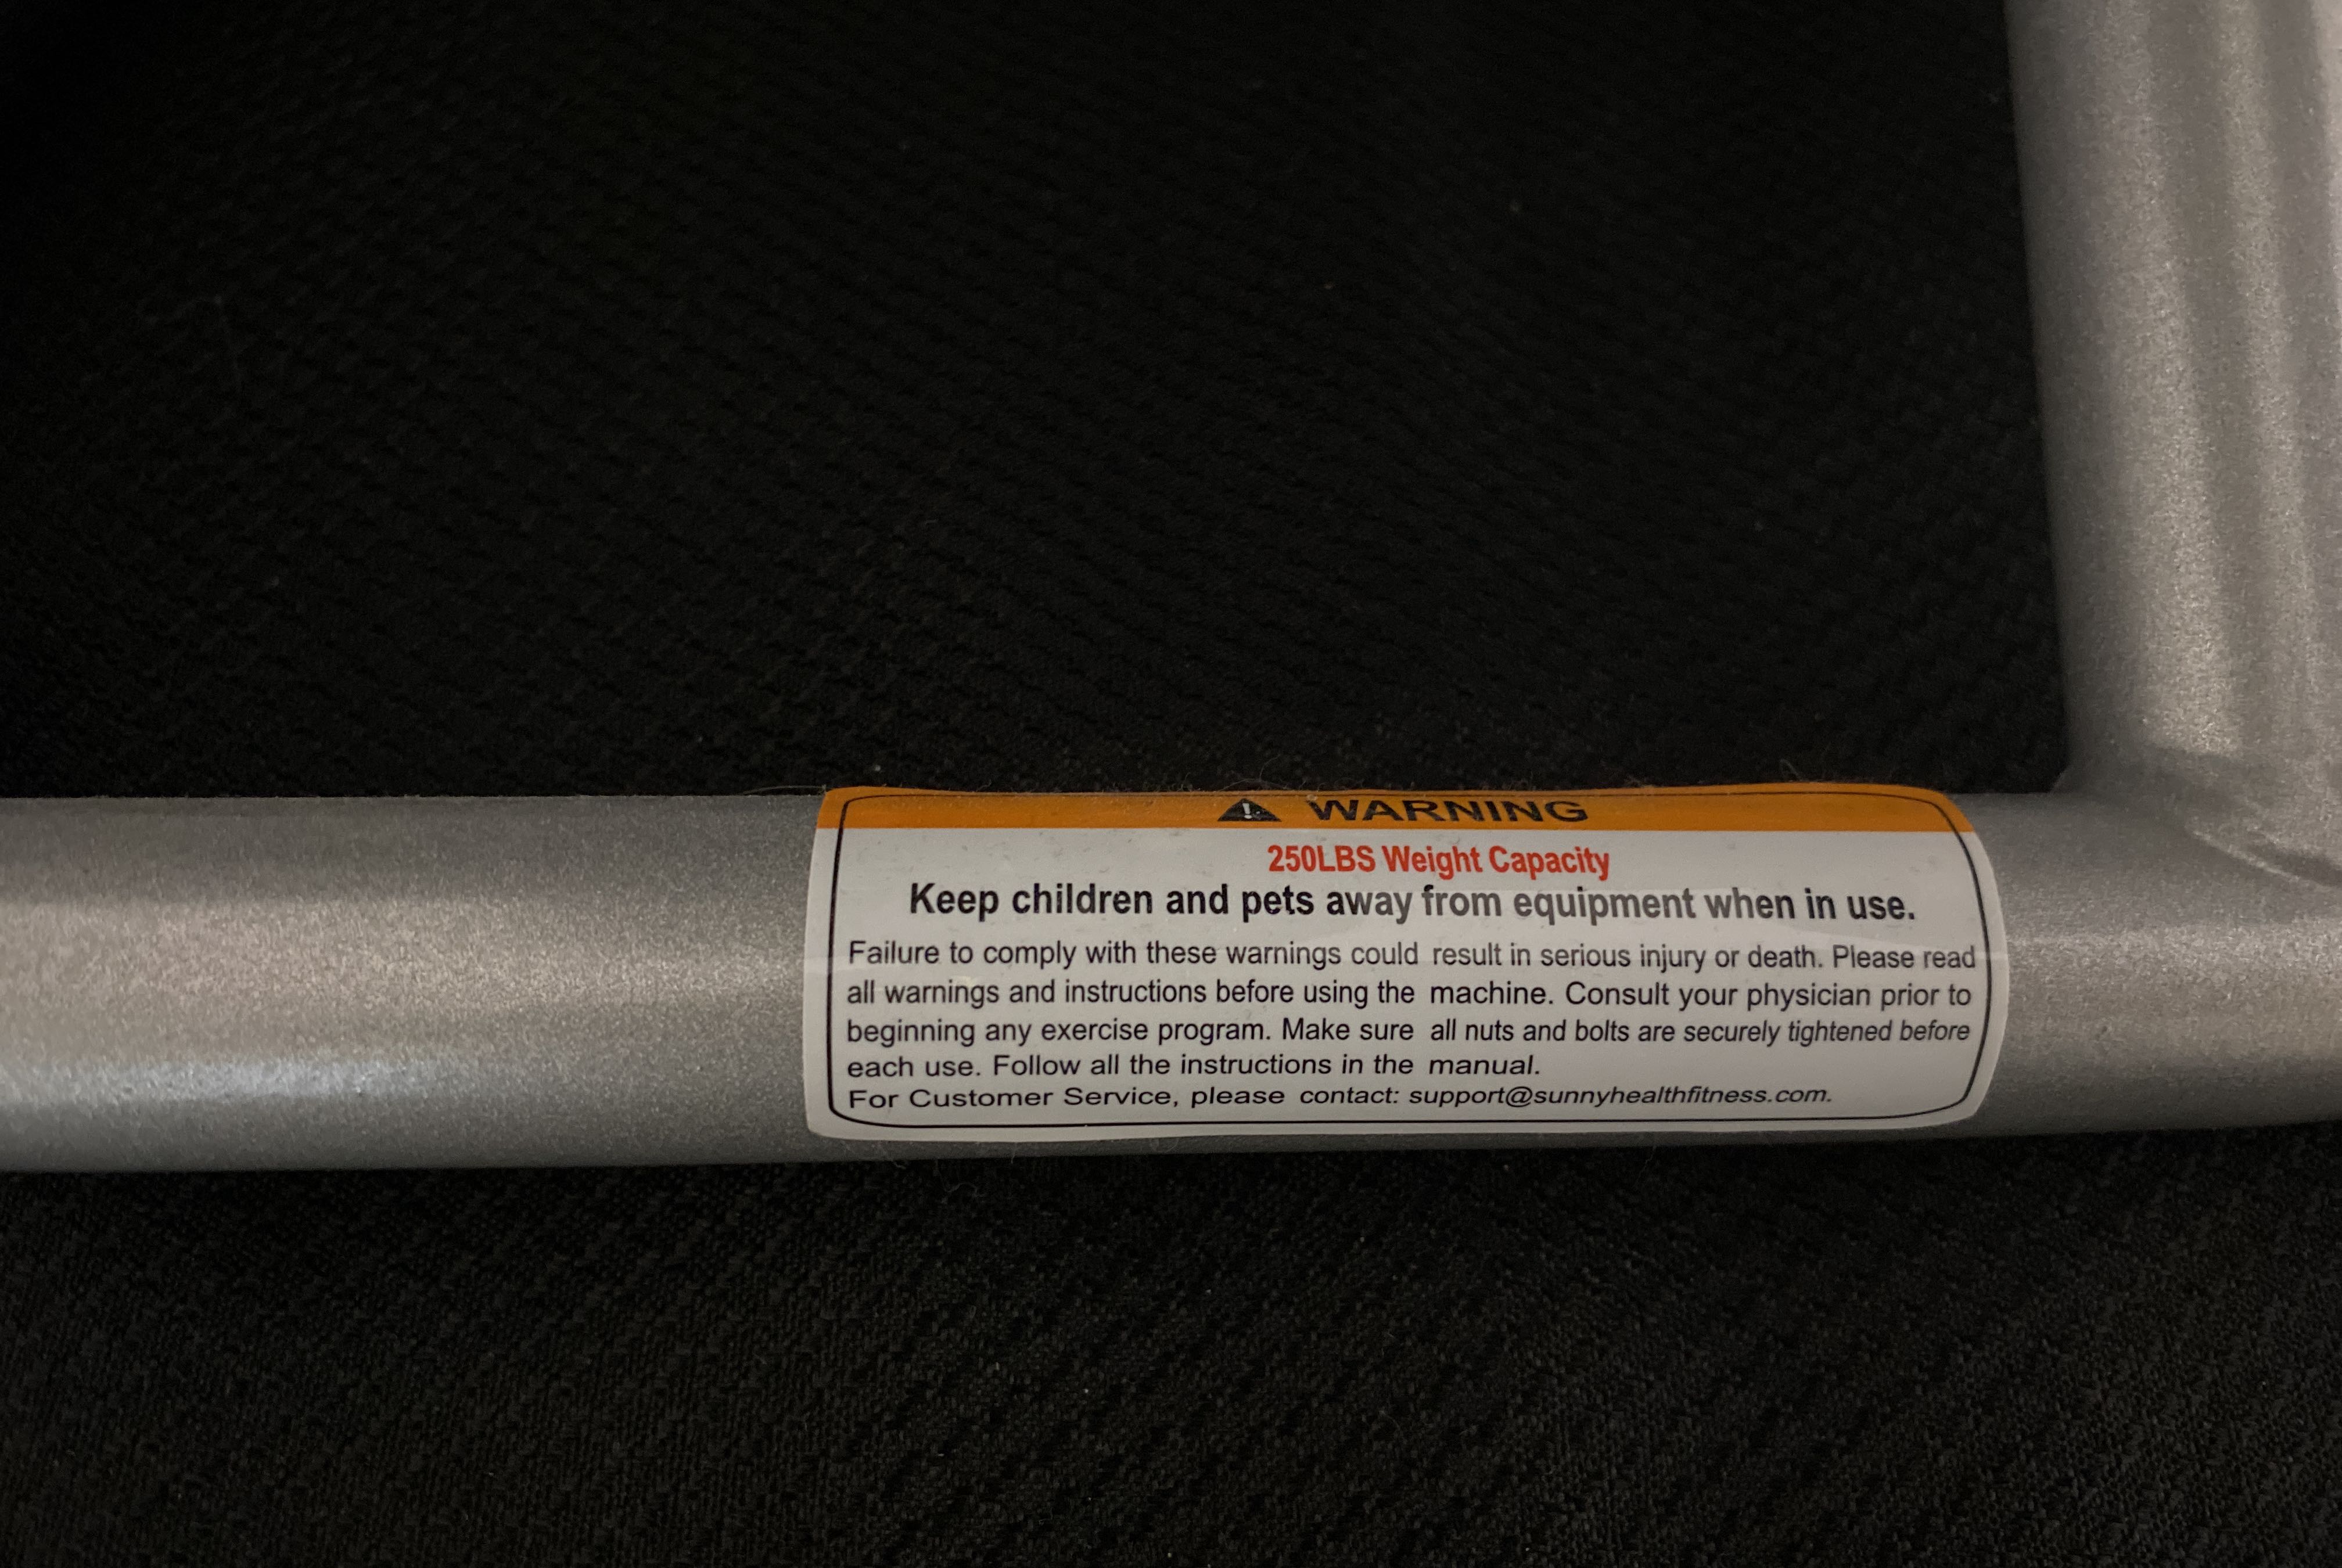 WARNING
250LBS Weight Capacity
Keep children and pets away from equipment when in use.
Failure to comply with these warnings could result in serious injury or death. Please read
all warnings and instructions before using the machine. Consult your physician prior to
beginning any exercise program. Make sure all nuts and bolts are securely tightened before
each use. Follow all the instructions in the manual.
For Customer Service, please contact: support@sunnyhealthfitness.com.